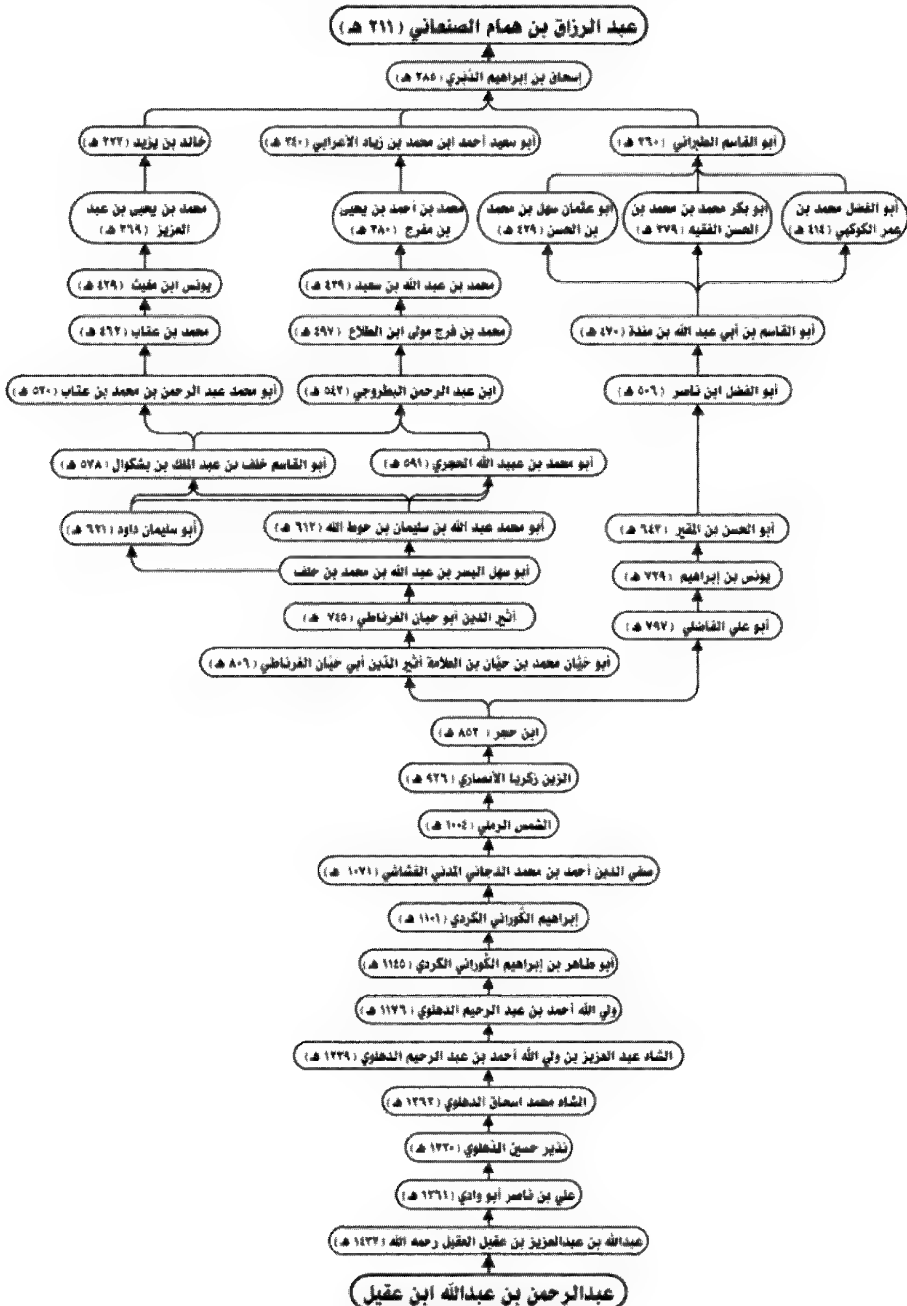 عبد الرزاق بن همام الصنعاني (٢١١ هـ)
إسحاق بن إبراهيم الدَّبَري (٢٨٥ هـ)
أبو القاسم الطبراني (٣٦٠ هـ)
أبو سعيد أحمد ابن محمد بن زياد الأعرابي (٣٤٠ هـ)
خالد بن يزيد (٢٢٢ هـ)
أبو الفضل محمد بن
عمر الكوكبي (٤١٤ هـ)
أبو بكر محمد بن محمد بن
الحسن الفقيه (٣٧٩ هـ)
أبو عثمان سهل بن محمد
بن الحسن (٤٢٩ هـ)
محمد بن أحمد بن يحيى
بن مفرج (٣٨٠ هـ)
محمد بن يحيى بن عبد
العزيز (٣٦٩ هـ)
محمد بن عبد الله بن سعيد (٤٣٩ هـ)
يونس ابن مغيث (٤٢٩ هـ)
أبو القاسم بن أبي عبد الله بن مندة (٤٧٠ هـ)
محمد بن فرج مولى ابن الطلاع (٤٩٧ هـ)
محمد بن عتاب (٤٦٢ هـ)
أبو الفضل ابن ناصر (٥٠٦ هـ)
ابن عبد الرحمن البطروجي (٥٤٢ هـ)
أبو محمد عبد الرحمن بن محمد بن عتاب (٥٢٠ هـ)
أبو محمد بن عبيد الله الحجري (٥٩١ هـ)
أبو القاسم خلف بن عبد الملك بن بشكوال (٥٧٨ هـ)
أبو الحسن بن المقير (٦٤٣ هـ)
أبو محمد عبد الله بن سليمان بن حوط الله (٦١٢ هـ)
أبو سليمان داود (٦٢١ هـ)
يونس بن إبراهيم (٧٢٩ هـ)
أبو سهل اليسر بن عبد الله بن محمد بن خلف
أبو علي الفاضلي (٧٩٧ هـ)
أثير الدين أبو حيان الغرناطي (٧٤٥ هـ)
أبو حَيَّان محمد بن حيَّان بن العلامة أثير الدَّين أبي حيَّان الغرناطي (٨٠٦ هـ)
ابن حجر (٨٥٢ هـ)
الزين زكريا الأنصاري (٩٢٦ هـ)
الشمس الرملي (١٠٠٤ هـ)
صفي الدين أحمد بن محمد الدجاني المدني القشاشي (١٠٧١ هـ)
إبراهيم الكُوراني الكردي (١١٠١ هـ)
أبو طاهر بن إبراهيم الكُوراني الكردي (١١٤٥ هـ)
ولي الله أحمد بن عبد الرحيم الدهلوي (١١٧٦ هـ)
الشاه عبد العزيز بن ولي الله أحمد بن عبد الرحيم الدهلوي (١٢٣٩ هـ)
الشاه محمد اسحاق الدهلوي (١٢٦٢ هـ)
نذير حسين الدَّهلوي (١٣٢٠ هـ)
علي بن ناصر أبو وادي (١٣٦١ هـ)
عبدالله بن عبدالعزيز بن عقيل العقيل رحمه الله (١٤٣٢ هـ)
عبدالرحمن بن عبدالله ابن عقيل